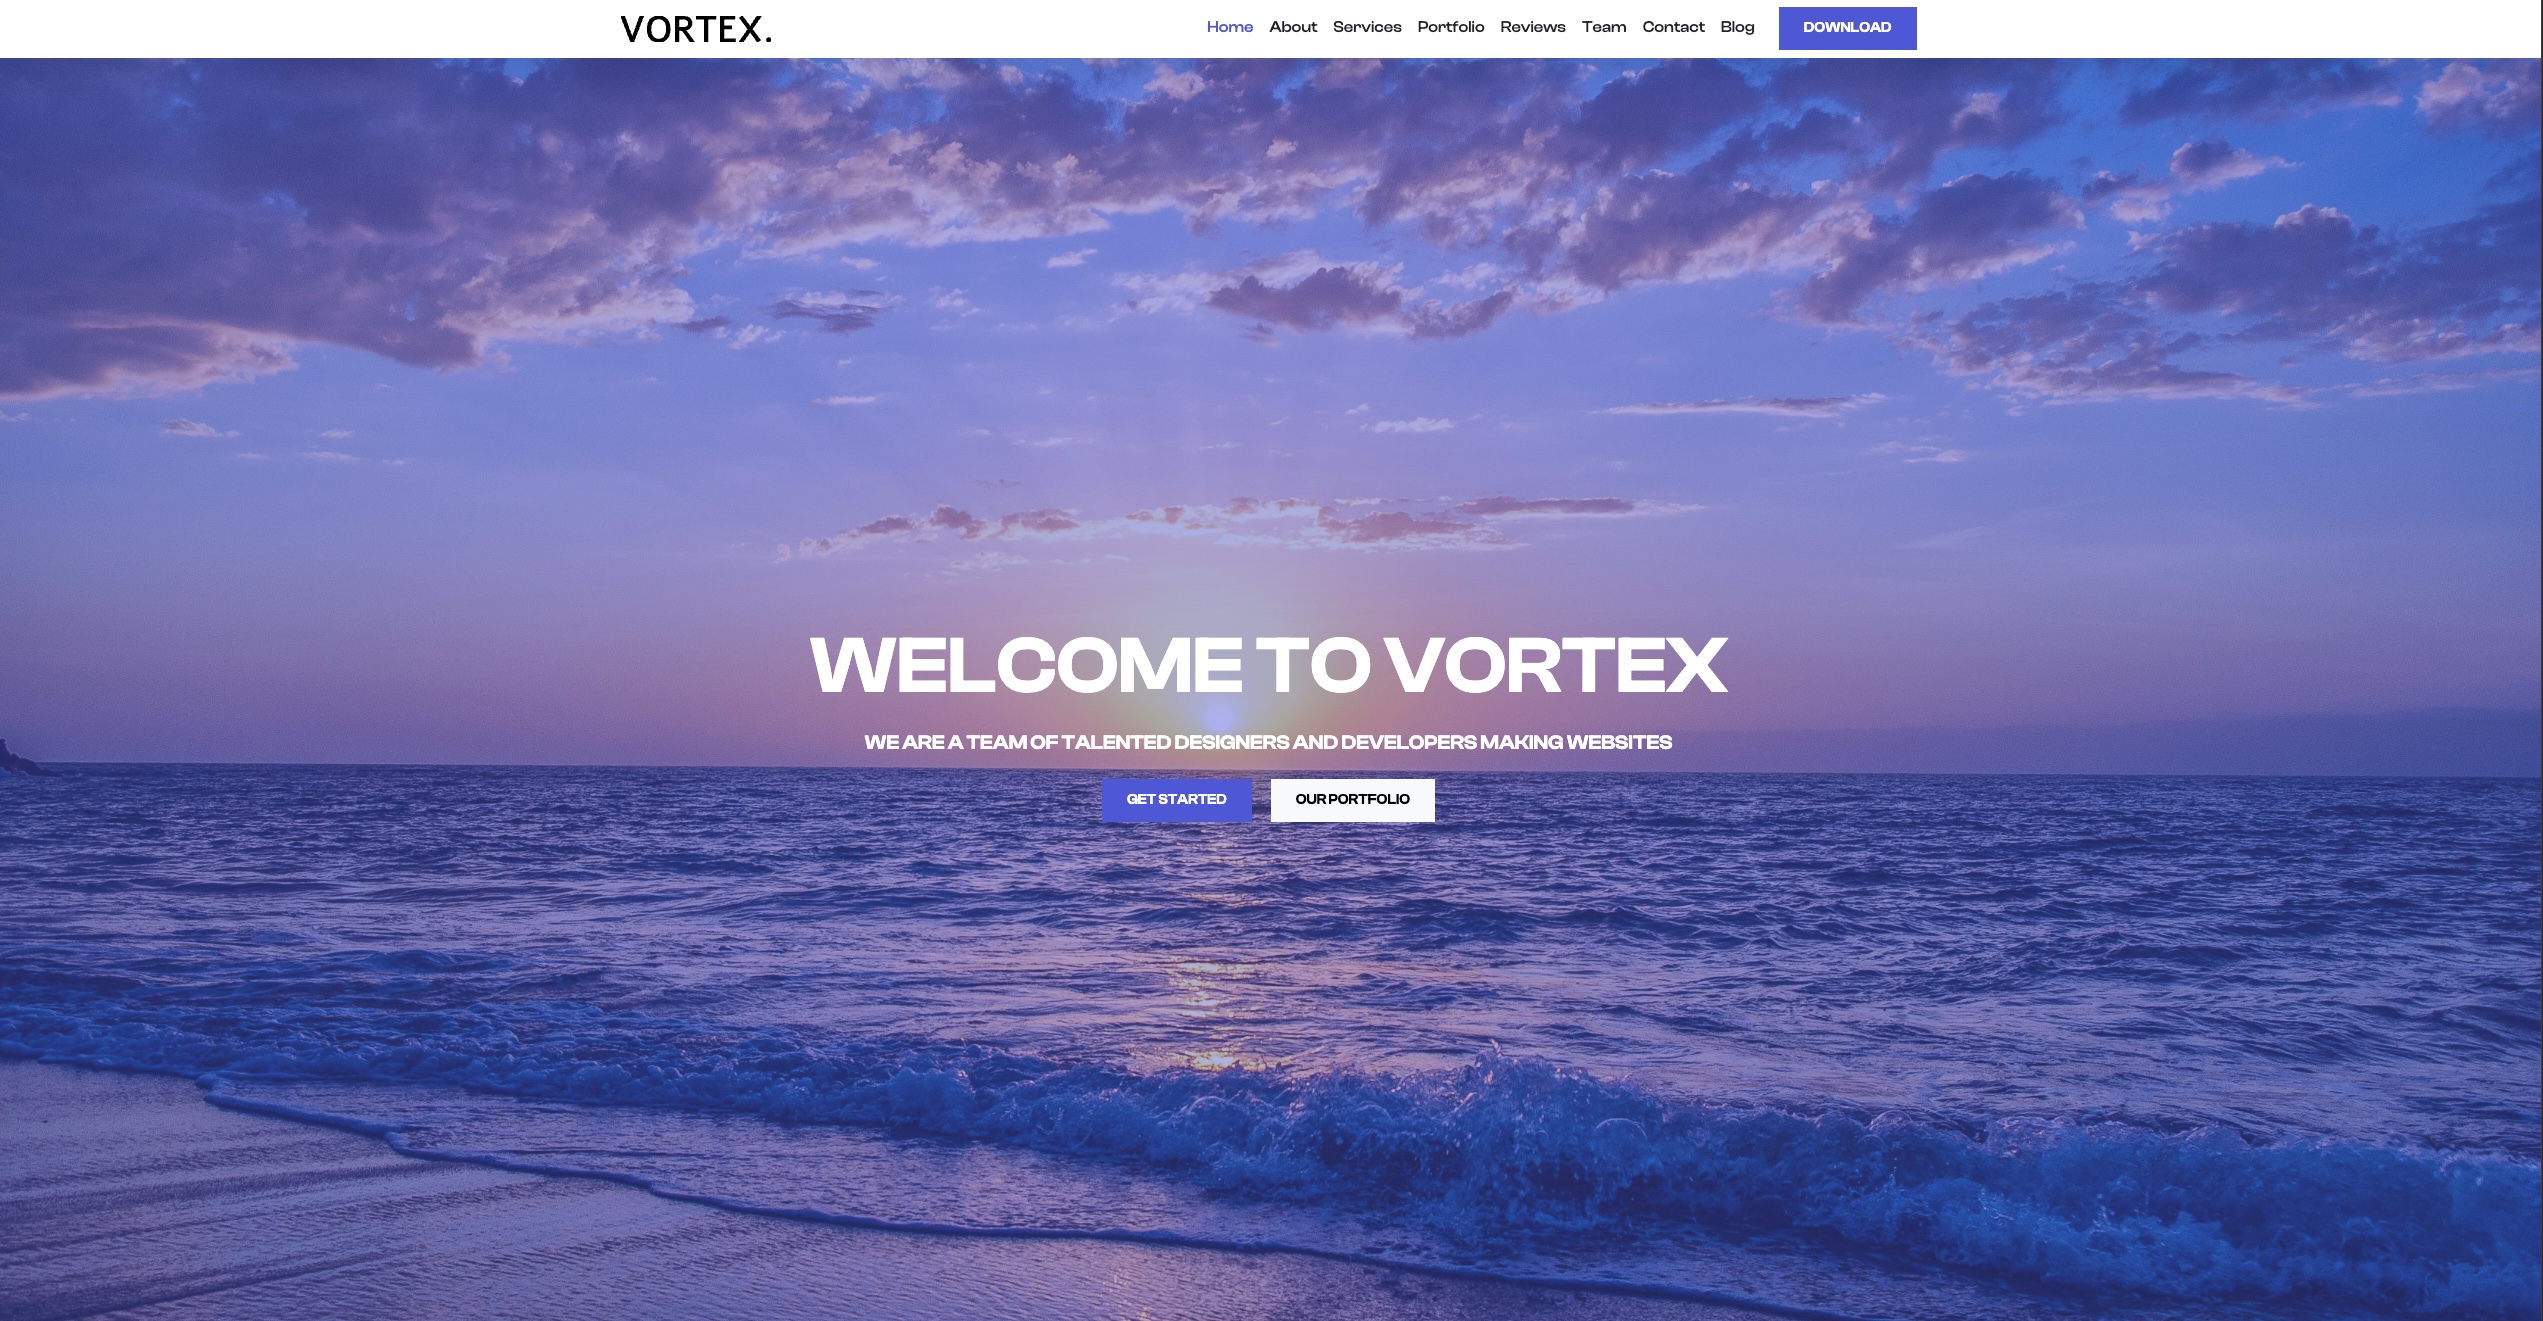 VORTEX.
Home About Services Portfolio Reviews Team Contact Blog DOWNLOAD
WELCOME TO VORTEX
WE ARE A TEAM OF TALENTED DESIGNERS AND DEVELOPERS MAKING WEBSITES
GET STARTED OUR PORTFOLIO